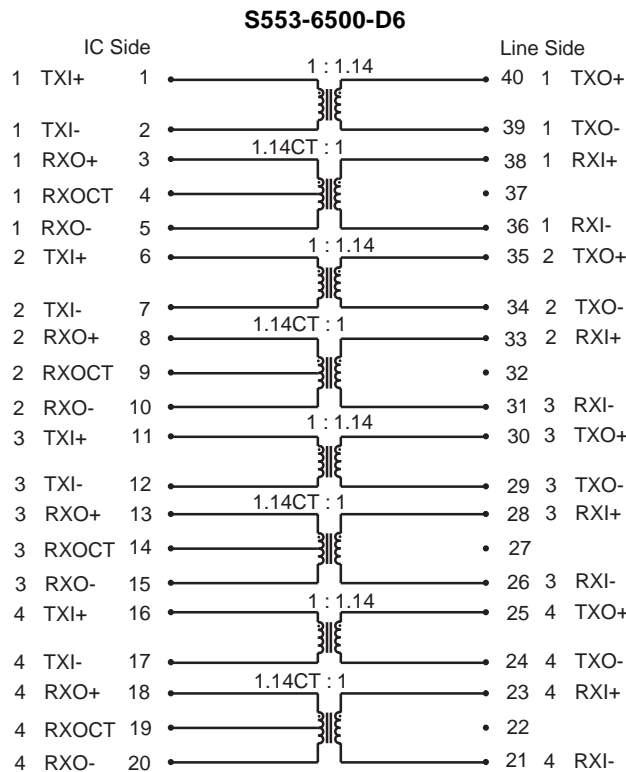 S553-6500-D6
IC Side Line Side
1 : 1.14
1 TXI+ 1 40 1 TXO+
1 TXI- 2 39 1 TXO-
1.14CT : 1
1 RXO+ 3 38 1 RXI+
1 RXOCT 4 37
1 RXO- 5 36 1 RXI-
1 : 1.14
2 TXI+ 6 35 2 TXO+
2 TXI- 7 34 2 TXO-
1.14CT : 1
2 RXO+ 8 33 2 RXI+
2 RXOCT 9 32
2 RXO- 10 31 3 RXI-
1 : 1.14
3 TXI+ 11 30 3 TXO+
3 TXI- 12 29 3 TXO-
1.14CT : 1
3 RXO+ 13 28 3 RXI+
3 RXOCT 14 27
3 RXO- 15 26 3 RXI-
1 : 1.14
4 TXI+ 16 25 4 TXO+
4 TXI- 17 24 4 TXO-
1.14CT : 1
4 RXO+ 18 23 4 RXI+
4 RXOCT 19 22
4 RXO- 20 21 4 RXI-